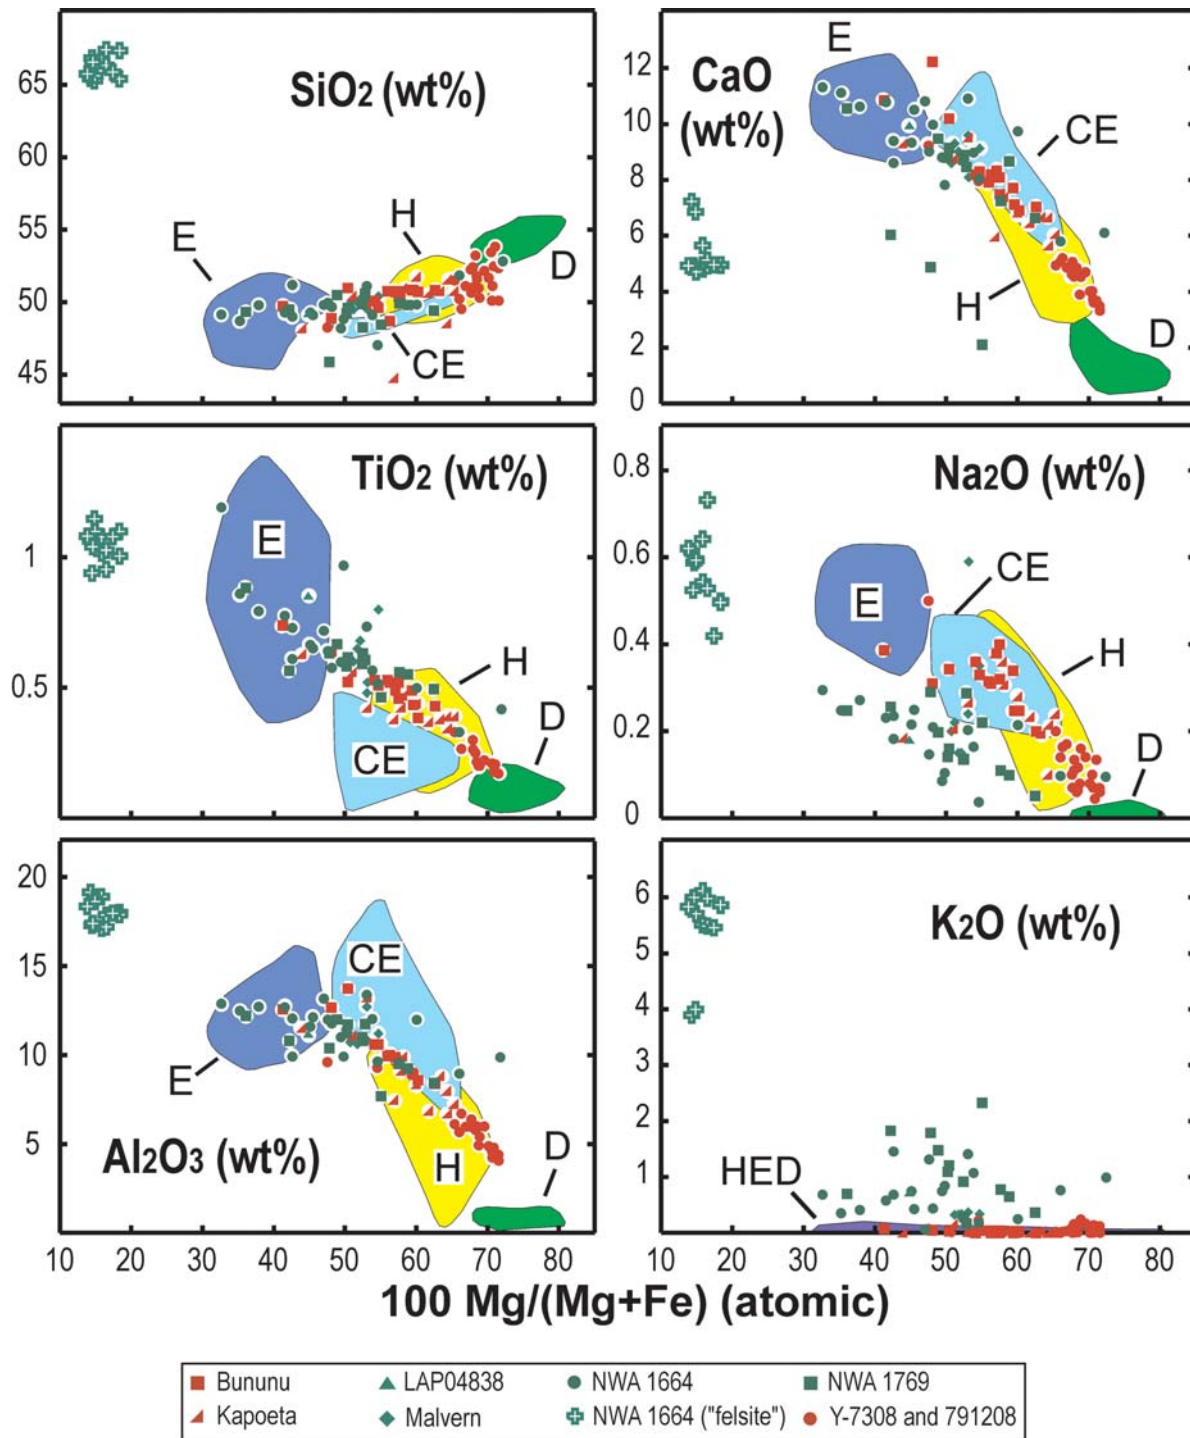 SiO2 (wt%)
E
H
D
CE
65
60
55
50
45
CaO
(wt%)
E
CE
H
D
12
10
8
6
4
2
0
TiO2 (wt%)
E
H
CE
D
1
0.5
Na2O (wt%)
E
CE
H
D
0.8
0.6
0.4
0.2
0
Al2O3 (wt%)
E
CE
H
D
20
15
10
5
K2O (wt%)
HED
6
5
4
3
2
1
10 20 30 40 50 60 70 80
10 20 30 40 50 60 70 80
100 Mg/(Mg+Fe) (atomic)
Bununu LAP04838 NWA 1664 NWA 1769
Kapoeta Malvern NWA 1664 ("felsite") Y-7308 and 791208